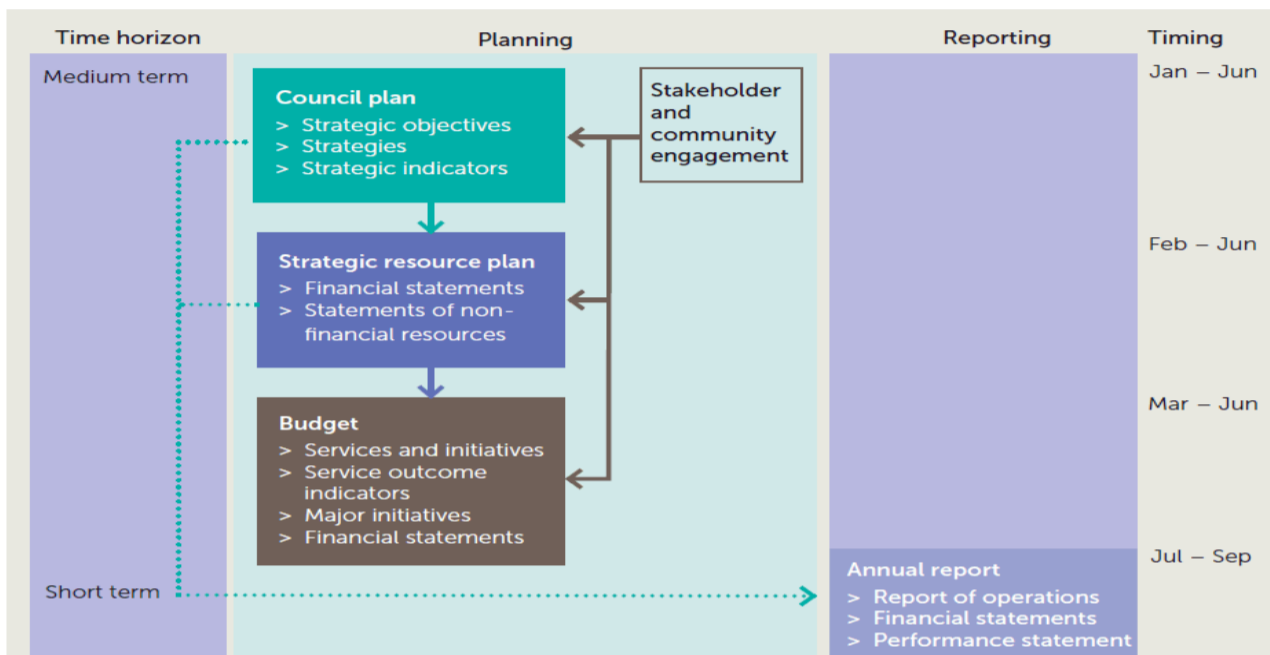 Time horizon
Planning
Reporting
Timing
Medium term
Jan – Jun
Council plan
> Strategic objectives
> Strategies
> Strategic indicators
Stakeholder
and
community
engagement
Feb – Jun
Strategic resource plan
> Financial statements
> Statements of non-
financial resources
Mar – Jun
Budget
> Services and initiatives
> Service outcome
indicators
> Major initiatives
> Financial statements
Jul – Sep
Short term
Annual report
> Report of operations
> Financial statements
> Performance statement